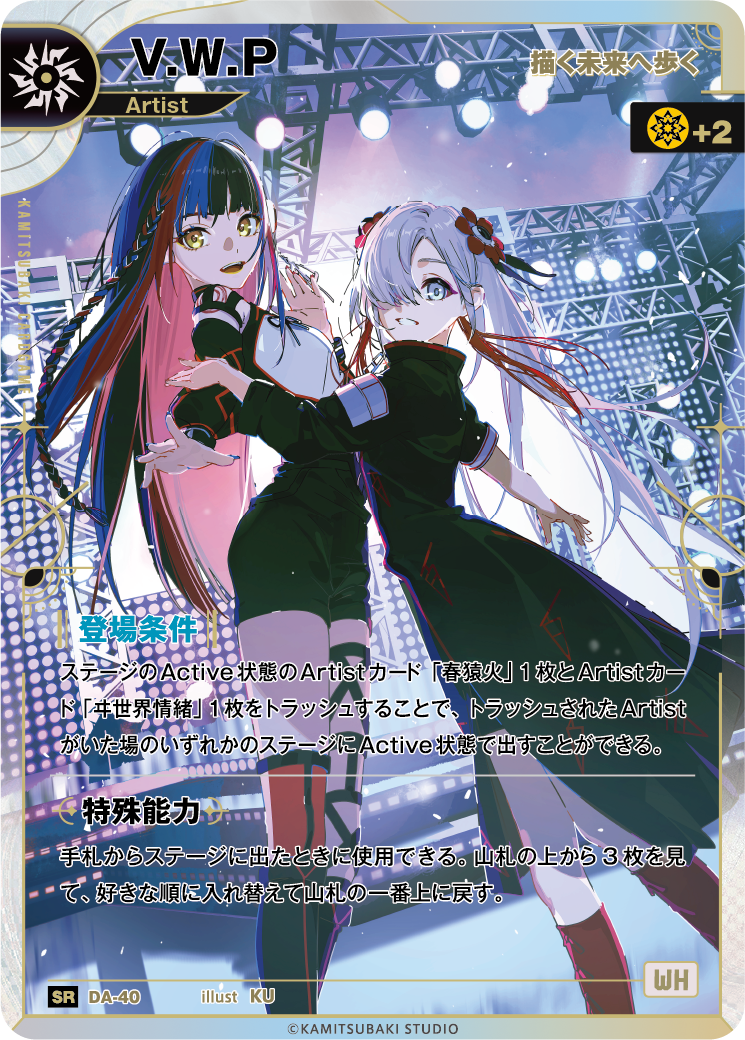 V.W.P
描く未来へ歩く
Artist
+2
KAMITSUBAKI CARD GAME
登場条件
ステージのActive状態のArtistカード「春猿火」1枚とArtistカー
ド「ヰ世界情緒」1枚をトラッシュすることで、トラッシュされたArtist
がいた場のいずれかのステージにActive状態で出すことができる。
特殊能力
手札からステージに出たときに使用できる。山札の上から3枚を見
て、好きな順に入れ替えて山札の一番上に戻す。
SR DA-40 illust KU
WH
©KAMITSUBAKI STUDIO